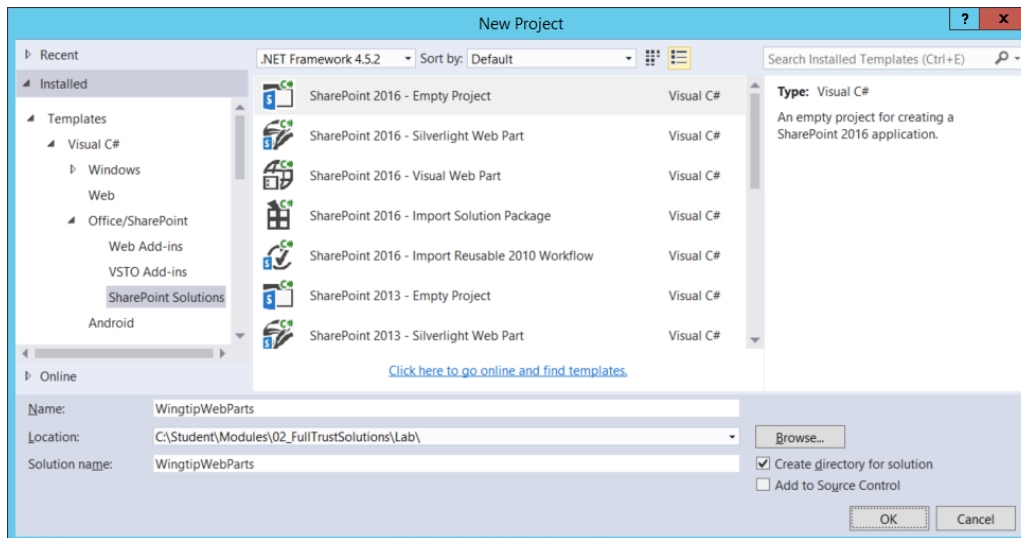 New Project
? x
Recent
.NET Framework 4.5.2 Sort by: Default
Search Installed Templates (Ctrl+E)
Installed
Templates
Visual C#
Windows
Web
Office/SharePoint
Web Add-ins
VSTO Add-ins
SharePoint Solutions
Android
Online
SharePoint 2016 - Empty Project Visual C#
SharePoint 2016 - Silverlight Web Part Visual C#
SharePoint 2016 - Visual Web Part Visual C#
SharePoint 2016 - Import Solution Package Visual C#
SharePoint 2016 - Import Reusable 2010 Workflow Visual C#
SharePoint 2013 - Empty Project Visual C#
SharePoint 2013 - Silverlight Web Part Visual C#
Click here to go online and find templates.
Type: Visual C#
An empty project for creating a
SharePoint 2016 application.
Name: WingtipWebParts
Location: C:\Student\Modules\02_FullTrustSolutions\Lab\ Browse...
Solution name: WingtipWebParts
Create directory for solution
Add to Source Control
OK Cancel